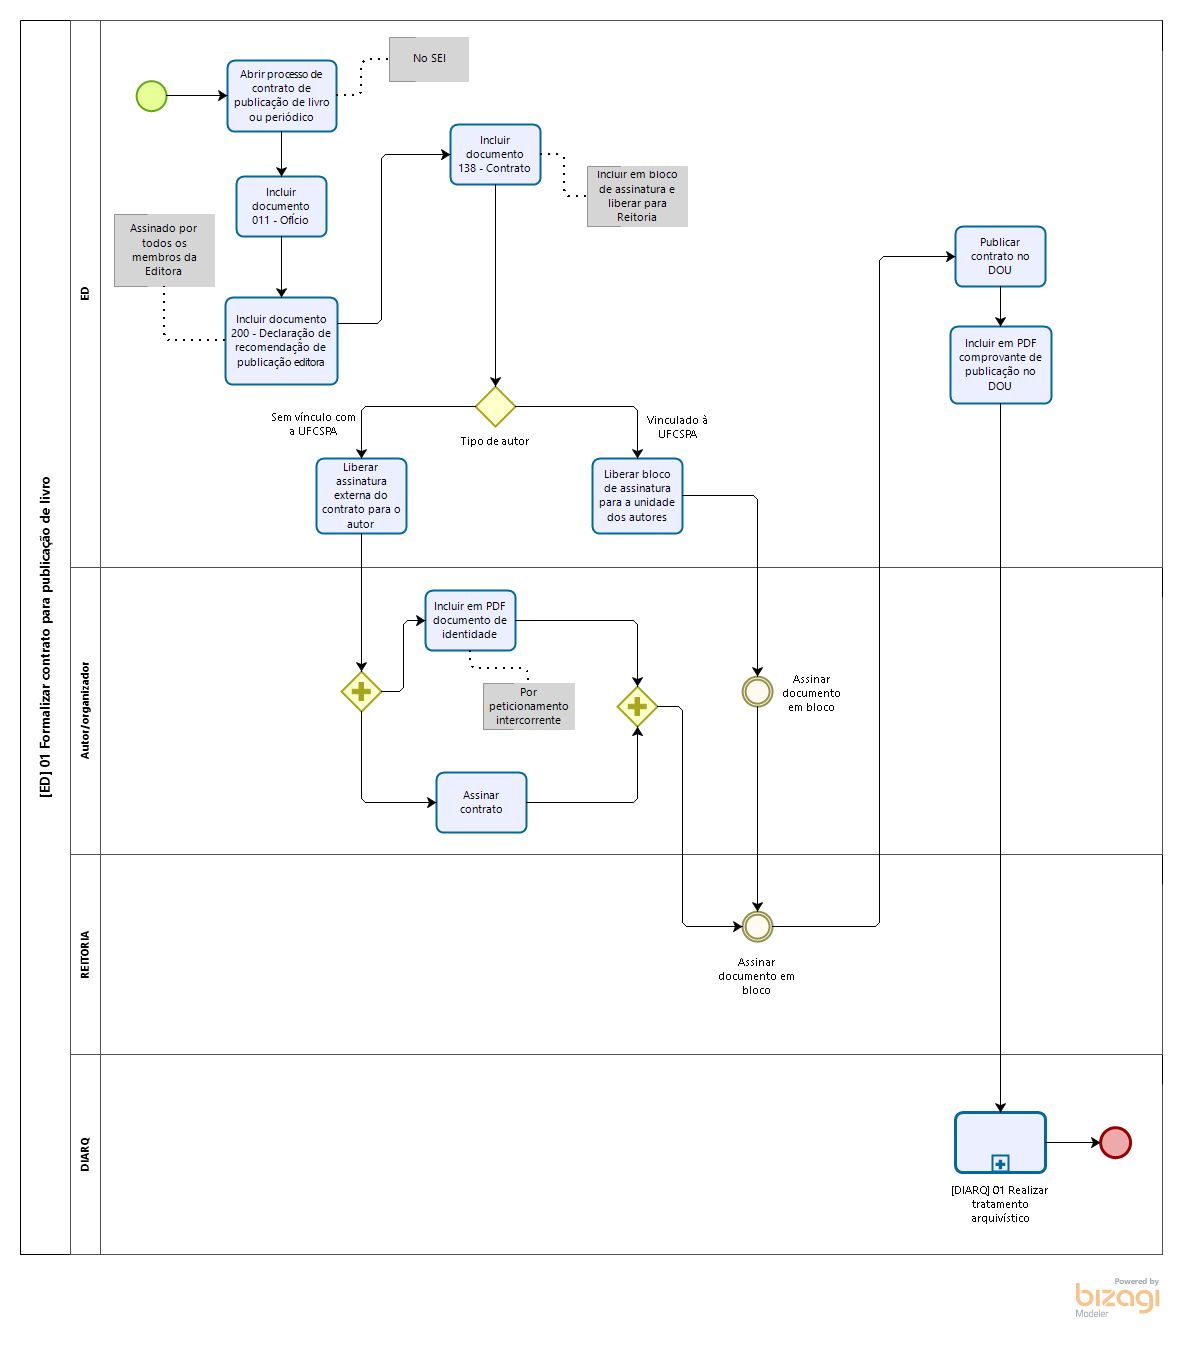 [ED] 01 Formalizar contrato para publicação de livro
ED
No SEI
Abrir processo de
contrato de
publicação de livro
ou periódico
Incluir
documento
138 - Contrato
Incluir em bloco
de assinatura e
liberar para
Reitoria
Incluir
documento
011 - Ofício
Assinado por
todos os
membros da
Editora
Incluir documento
200 - Declaração de
recomendação de
publicação editora
Publicar
contrato no
DOU
Incluir em PDF
comprovante de
publicação no
DOU
Sem vínculo com
a UFCSPA
Tipo de autor
Vinculado à
UFCSPA
Liberar
assinatura
externa do
contrato para o
autor
Liberar bloco
de assinatura
para a unidade
dos autores
Autor/organizador
Incluir em PDF
documento de
identidade
Por
peticionamento
intercorrente
Assinar
documento
em bloco
Assinar
contrato
REITORIA
Assinar
documento em
bloco
DIARQ
[DIARQ] 01 Realizar
tratamento
arquivístico
Powered by
bizagi
Modeler